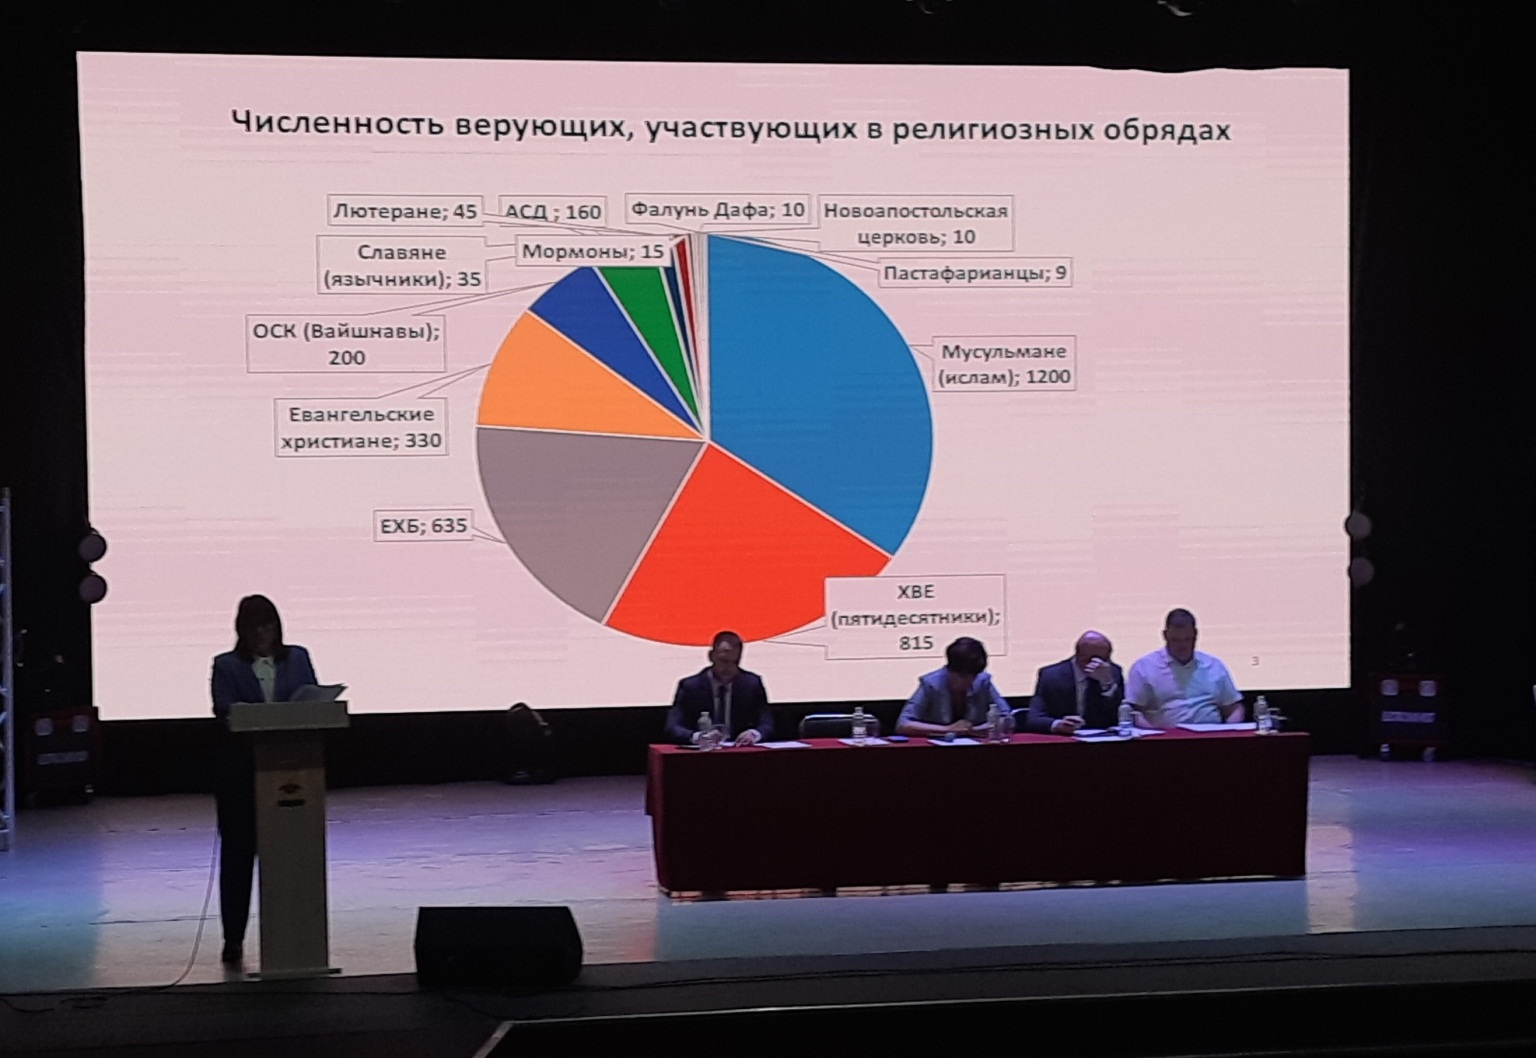 Численность верующих, участвующих в религиозных обрядах
Лютеране; 45
АСД ; 160
Фалунь Дафа; 10
Новоапостольская
церковь; 10
Славяне
(язычники); 35
Мормоны; 15
Пастафарианцы; 9
ОСК (Вайшнавы);
200
Мусульмане
(ислам); 1200
Евангельские
христиане; 330
ЕХБ; 635
ХВЕ
(пятидесятники);
815
3